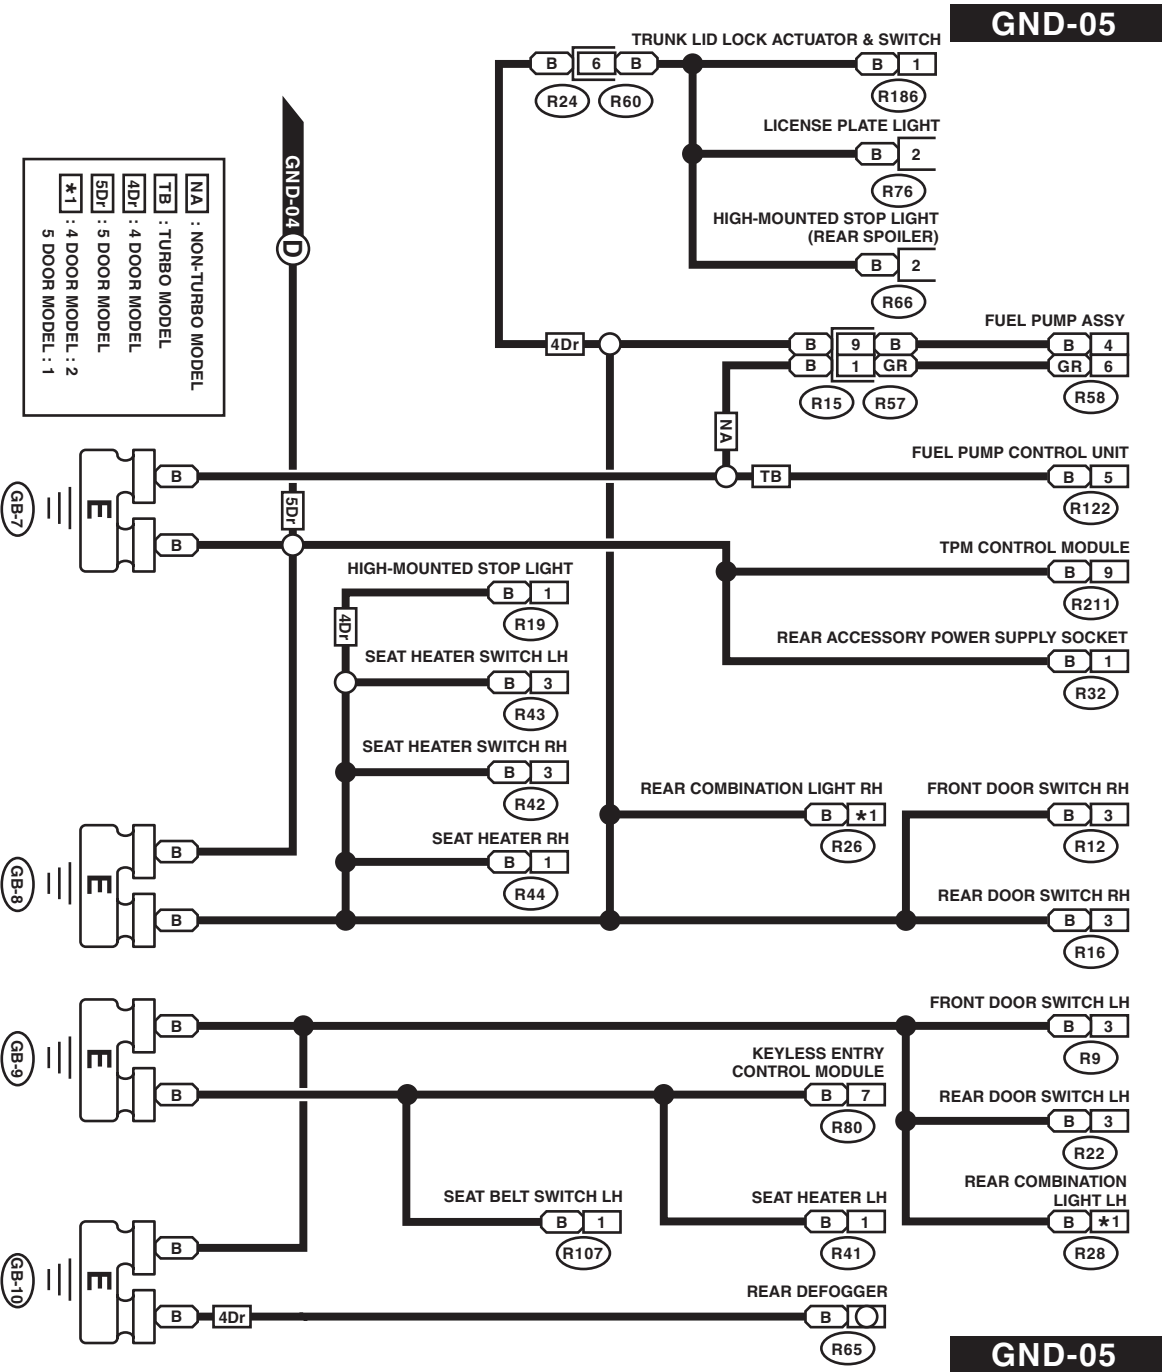 GND-05
TRUNK LID LOCK ACTUATOR & SWITCH
B 6 B
B 1
R24 R60
R186
LICENSE PLATE LIGHT
B 2
R76
HIGH-MOUNTED STOP LIGHT
(REAR SPOILER)
B 2
R66
GND-04 D
NA : NON-TURBO MODEL
TB : TURBO MODEL
4Dr : 4 DOOR MODEL
5Dr : 5 DOOR MODEL
*1 : 4 DOOR MODEL : 2
5 DOOR MODEL : 1
FUEL PUMP ASSY
4Dr
B 9 B
B 4
B 1 GR
GR 6
R15 R57
R58
NA
FUEL PUMP CONTROL UNIT
B
TB
B 5
R122
GB-7
E
5Dr
B
TPM CONTROL MODULE
B 9
R211
HIGH-MOUNTED STOP LIGHT
B 1
R19
4Dr
REAR ACCESSORY POWER SUPPLY SOCKET
B 1
R32
SEAT HEATER SWITCH LH
B 3
R43
SEAT HEATER SWITCH RH
B 3
R42
REAR COMBINATION LIGHT RH
B *1
R26
FRONT DOOR SWITCH RH
B 3
R12
SEAT HEATER RH
B 1
R44
B
GB-8
E
B
REAR DOOR SWITCH RH
B 3
R16
FRONT DOOR SWITCH LH
B
B 3
R9
GB-9
E
B
KEYLESS ENTRY
CONTROL MODULE
B 7
R80
REAR DOOR SWITCH LH
B 3
R22
REAR COMBINATION
LIGHT LH
B *1
R28
SEAT BELT SWITCH LH
B 1
R107
SEAT HEATER LH
B 1
R41
B
GB-10
E
B
4Dr
REAR DEFOGGER
B
R65
GND-05